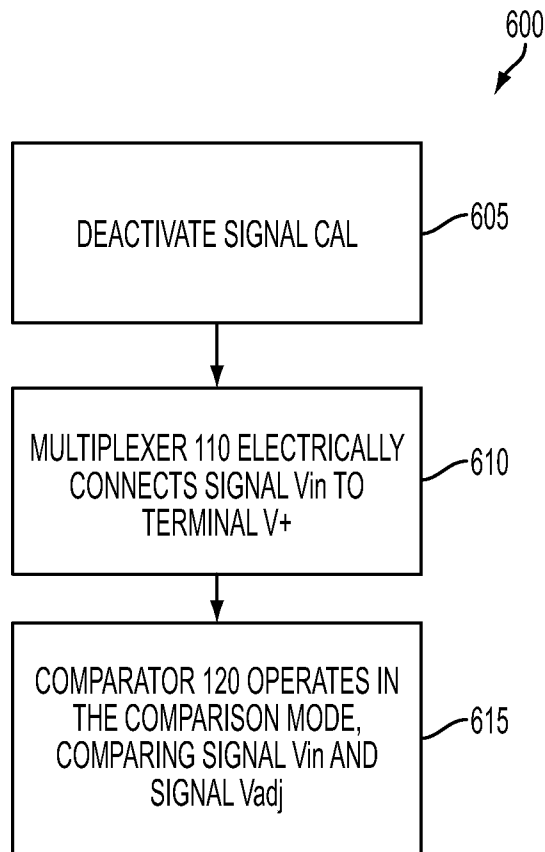 600
DEACTIVATE SIGNAL CAL
605
MULTIPLEXER 110 ELECTRICALLY
CONNECTS SIGNAL Vin TO
TERMINAL V+
610
COMPARATOR 120 OPERATES IN
THE COMPARISON MODE,
COMPARING SIGNAL Vin AND
SIGNAL Vadj
615